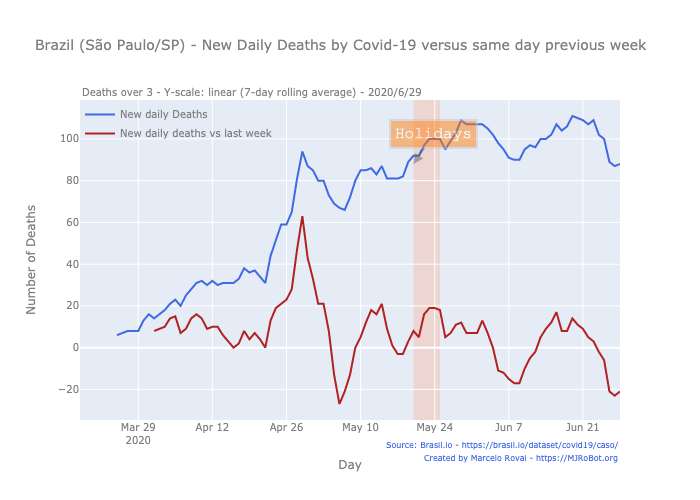 Brazil (São Paulo/SP) - New Daily Deaths by Covid-19 versus same day previous week
Deaths over 3 - Y-scale: linear (7-day rolling average) - 2020/6/29
New daily Deaths
New daily deaths vs last week
Holidays
Number of Deaths
100
80
60
40
20
0
−20
Mar 29
2020
Apr 12
Apr 26
May 10
May 24
Jun 7
Jun 21
Day
Source: Brasil.io - https://brasil.io/dataset/covid19/caso/
Created by Marcelo Rovai - https://MJRoBot.org